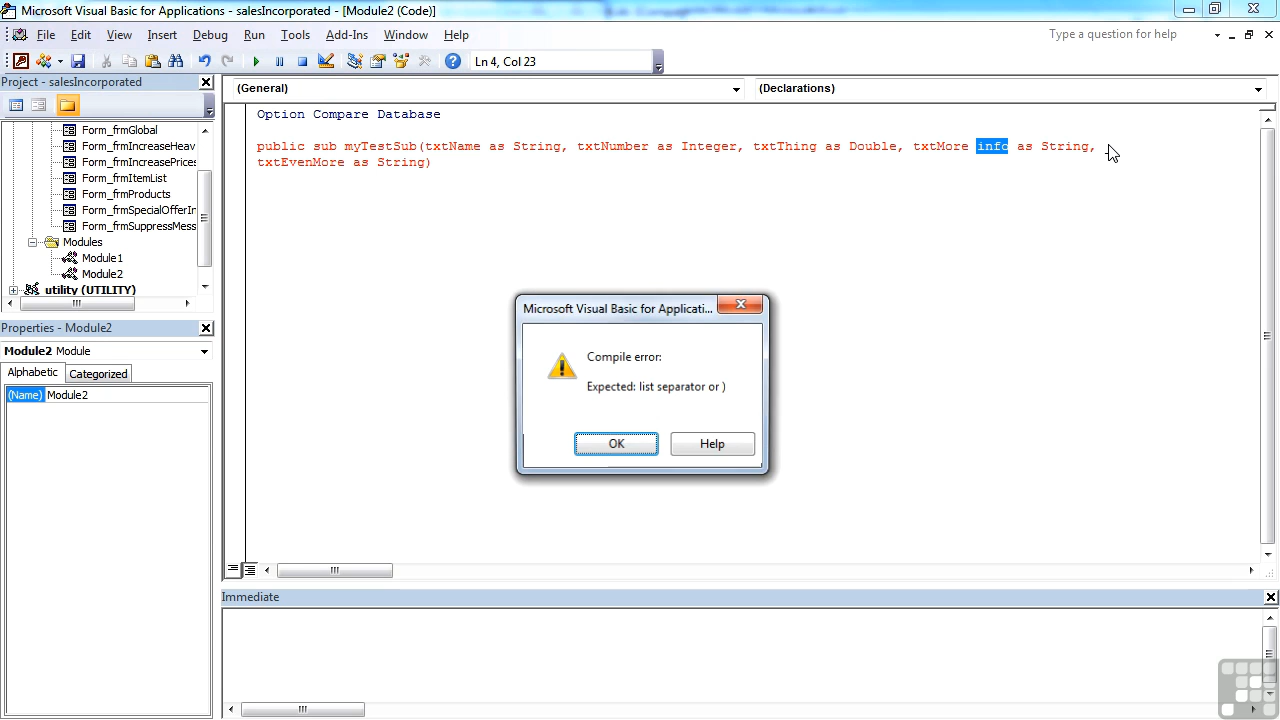 Microsoft Visual Basic for Applications - salesIncorporated - [Module2 (Code)]
File Edit View Insert Debug Run Tools Add-Ins Window Help Type a question for help
Ln 4, Col 23
Project - salesIncorporated
(General) (Declarations)
Option Compare Database
Form_frmGlobal
public sub myTestSub(txtName as String, txtNumber as Integer, txtThing as Double, txtMore info as String,
Form_frmIncreaseHeav
txtEvenMore as String)
Form_frmIncreasePrices
Form_frmItemList
Form_frmProducts
Form_frmSpecialOfferIn
Form_frmSuppressMess
Modules
Module1
Module2
utility (UTILITY)
Properties - Module2
Module2 Module
Alphabetic Categorized
(Name) Module2
Microsoft Visual Basic for Applicati...
Compile error:
Expected: list separator or )
OK Help
Immediate